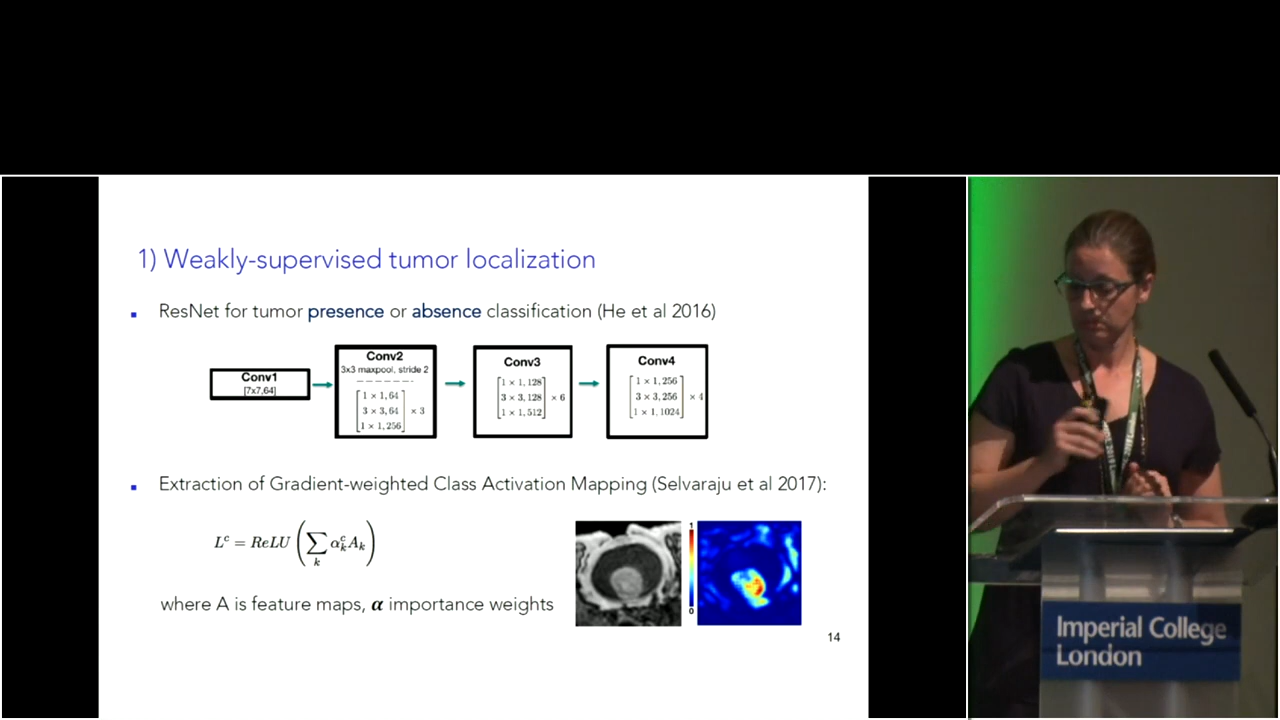 1) Weakly-supervised tumor localization
▪ ResNet for tumor presence or absence classification (He et al 2016)
Conv1
[7x7,64]
Conv2
3x3 maxpool, stride 2
1 × 1, 64
3 × 3, 64
1 × 1, 256
× 3
Conv3
1 × 1, 128
3 × 3, 128
1 × 1, 512
× 6
Conv4
1 × 1, 256
3 × 3, 256
1 × 1, 1024
× 4
▪ Extraction of Gradient-weighted Class Activation Mapping (Selvaraju et al 2017):
L^c = ReLU (∑_k α_k^c A_k)
1
0
where A is feature maps, α importance weights
14
Imperial College
London